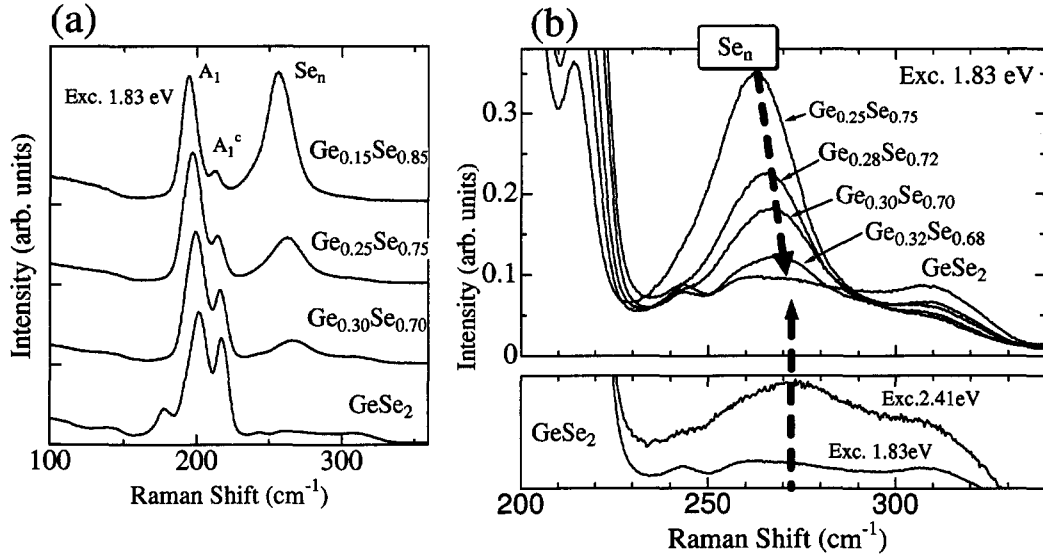 (a)
A₁
Seₙ
Exc. 1.83 eV
A₁ᶜ
Ge₀.₁₅Se₀.₈₅
Ge₀.₂₅Se₀.₇₅
Ge₀.₃₀Se₀.₇₀
GeSe₂
Intensity (arb. units)
100 200 300
Raman Shift (cm⁻¹)
(b)
Seₙ
Exc. 1.83 eV
0.3
Ge₀.₂₅Se₀.₇₅
Ge₀.₂₈Se₀.₇₂
0.2
Ge₀.₃₀Se₀.₇₀
Ge₀.₃₂Se₀.₆₈
0.1
GeSe₂
0
Intensity (arb. units)
Exc.2.41eV
GeSe₂
Exc. 1.83eV
200 250 300
Raman Shift (cm⁻¹)